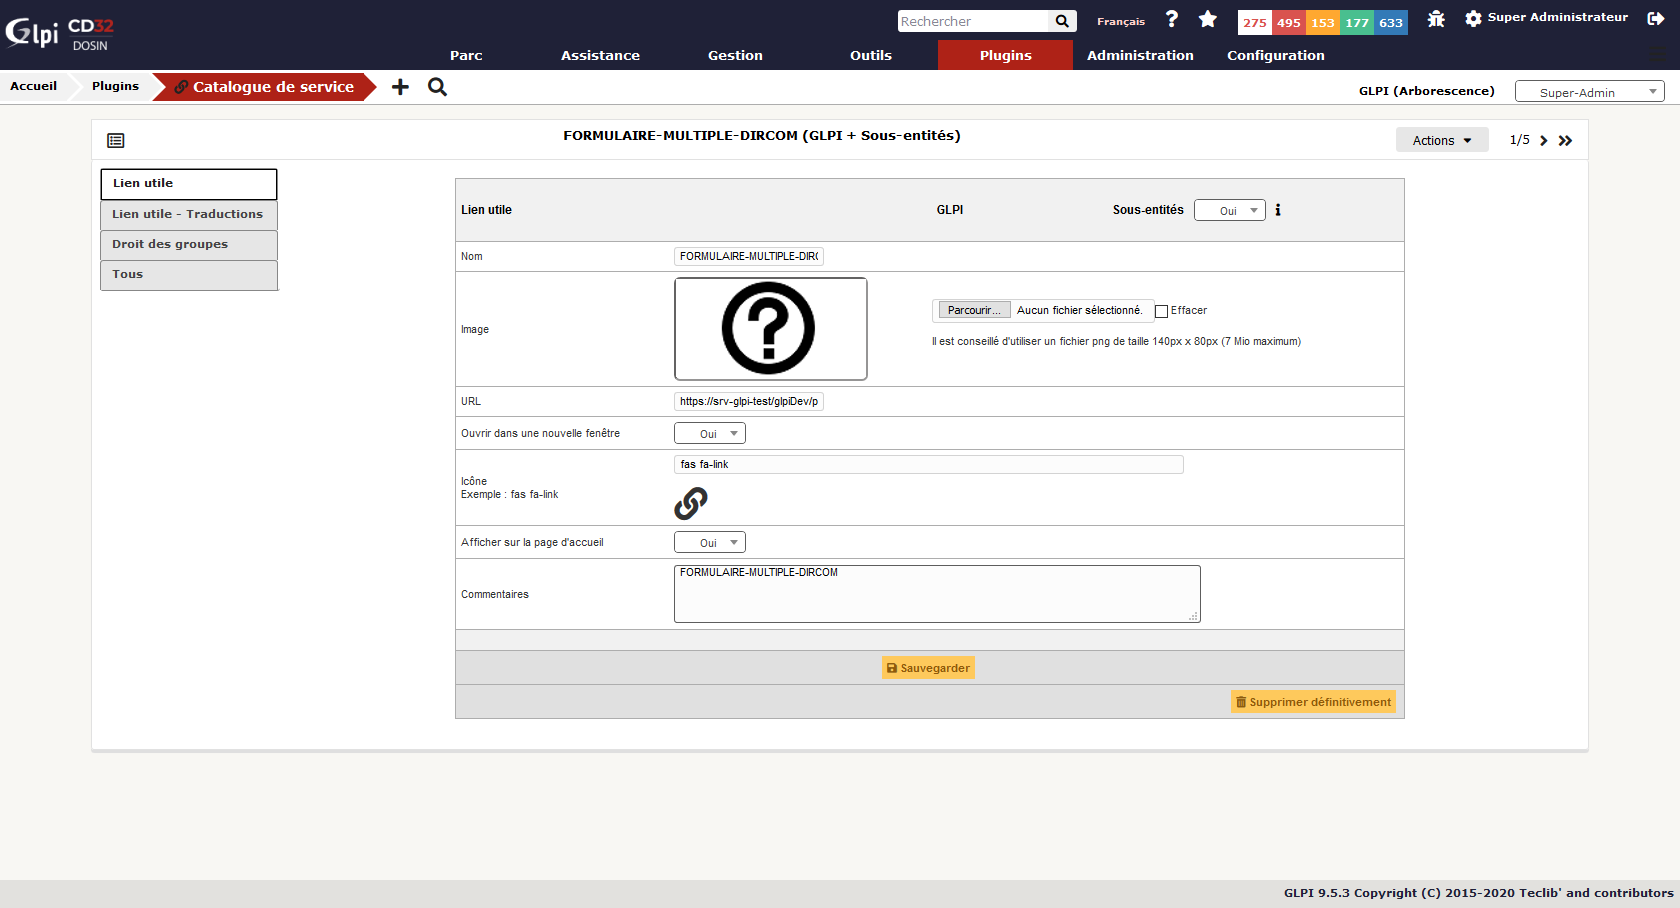 Glpi CD32
DOSIN
Rechercher
Français
275 495 153 177 633
Super Administrateur
Parc Assistance Gestion Outils Plugins Administration Configuration
Accueil Plugins Catalogue de service
GLPI (Arborescence) Super-Admin
FORMULAIRE-MULTIPLE-DIRCOM (GLPI + Sous-entités)
Actions 1/5
Lien utile
Lien utile - Traductions
Droit des groupes
Tous
Lien utile GLPI Sous-entités Oui
Nom FORMULAIRE-MULTIPLE-DIRC
Image
Parcourir... Aucun fichier sélectionné. Effacer
Il est conseillé d'utiliser un fichier png de taille 140px x 80px (7 Mio maximum)
URL https://srv-glpi-test/glpiDev/p
Ouvrir dans une nouvelle fenêtre Oui
fas fa-link
Icône
Exemple : fas fa-link
Afficher sur la page d'accueil Oui
FORMULAIRE-MULTIPLE-DIRCOM
Commentaires
Sauvegarder
Supprimer définitivement
GLPI 9.5.3 Copyright (C) 2015-2020 Teclib' and contributors